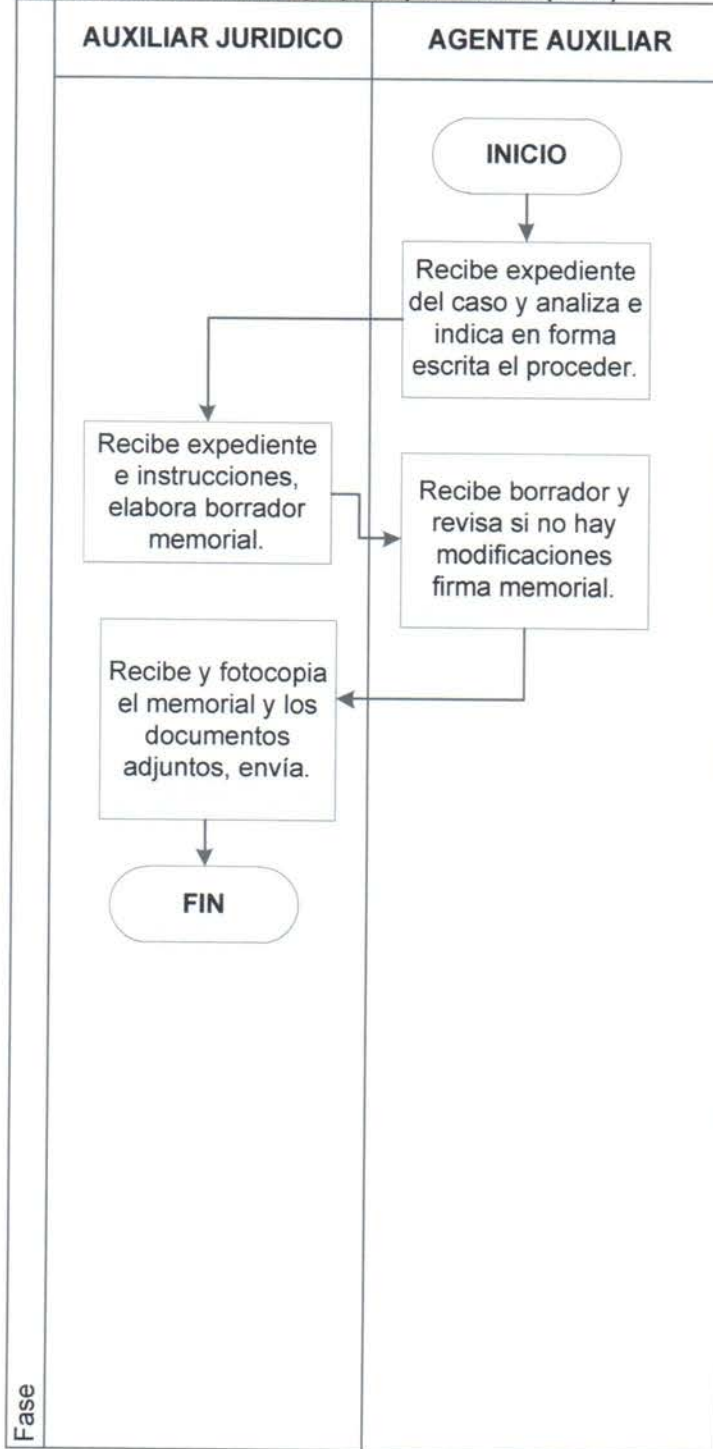 AUXILIAR JURIDICO
AGENTE AUXILIAR
INICIO
Recibe expediente
del caso y analiza e
indica en forma
escrita el proceder.
Recibe expediente
e instrucciones,
elabora borrador
memorial.
Recibe borrador y
revisa si no hay
modificaciones
firma memorial.
Recibe y fotocopia
el memorial y los
documentos
adjuntos, envía.
FIN
Fase